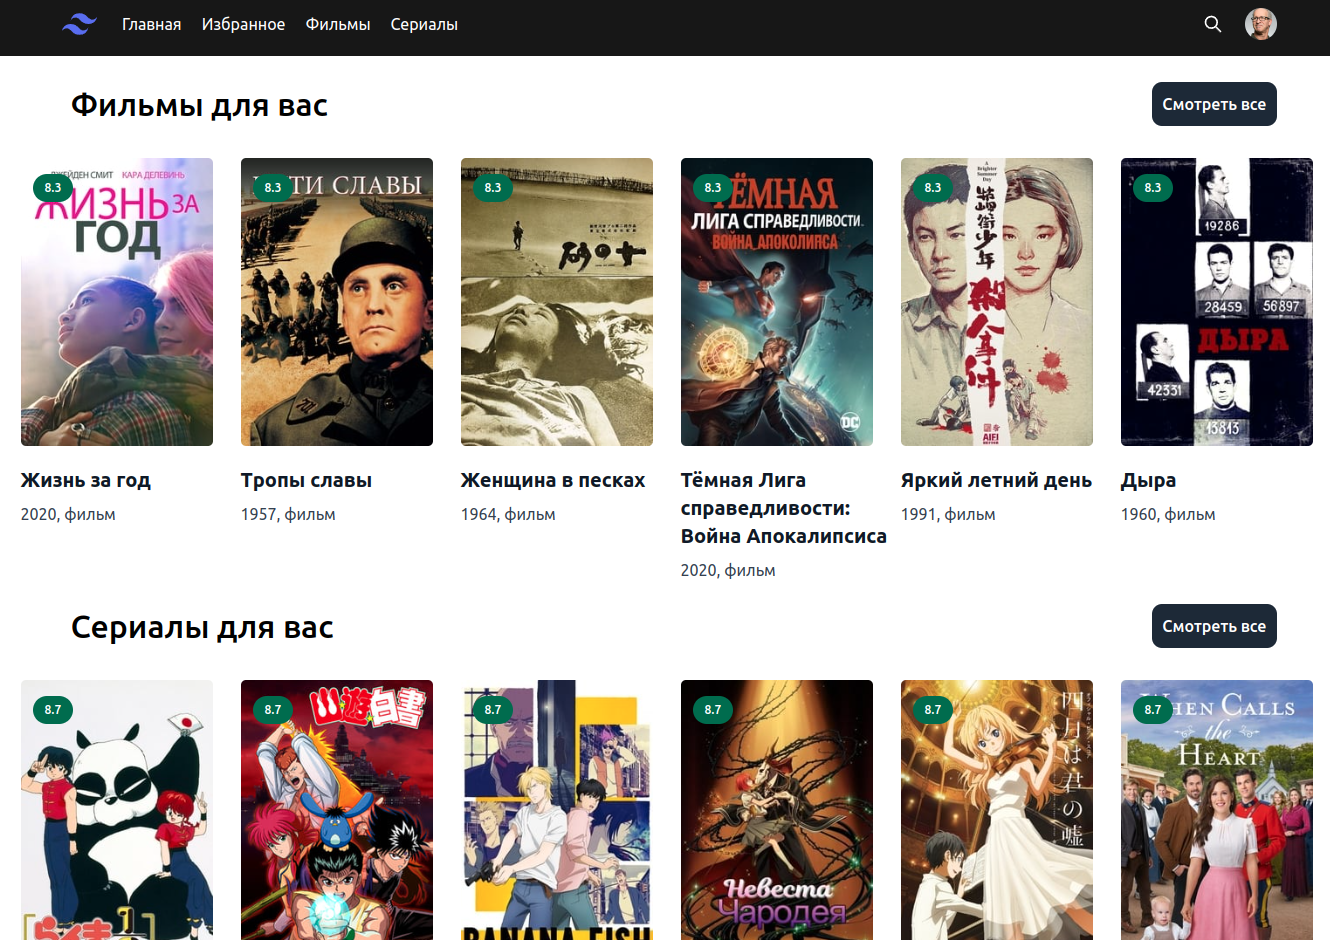 Главная Избранное Фильмы Сериалы
Фильмы для вас
Смотреть все
8.3
ДЖЕЙДЕН СМИТ КАРА ДЕЛЕВИНЬ
ЖИЗНЬ ЗА
ГОД
8.3
ТИ СЛАВЫ
8.3
砂の女
8.3
ТЁМНАЯ
ЛИГА СПРАВЕДЛИВОСТИ
ВОЙНА АПОКОЛИПСА
DC
8.3
A
Brighter
Summer
Day
牯嶺街少年
殺人事件
AIFI
8.3
19286
28459 56897
ДЫРА
42331
13813
Жизнь за год
2020, фильм
Тропы славы
1957, фильм
Женщина в песках
1964, фильм
Тёмная Лига
справедливости:
Война Апокалипсиса
2020, фильм
Яркий летний день
1991, фильм
Дыра
1960, фильм
Сериалы для вас
Смотреть все
8.7
らんま½
8.7
幽遊白書
8.7
BANANA FISH
8.7
Невеста
Чародея
8.7
四月は君の嘘
8.7
WHEN CALLS
the
HEART